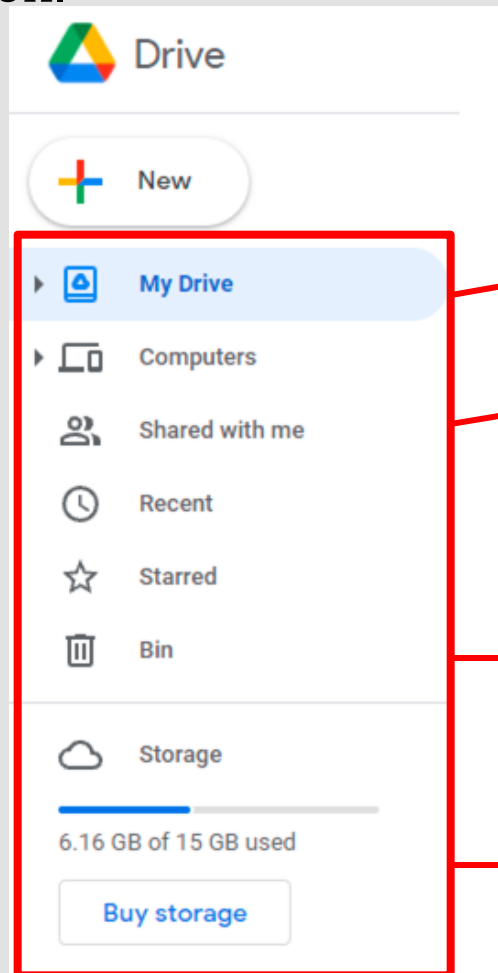 Drive
New
My Drive
Computers
Shared with me
Recent
Starred
Bin
Storage
6.16 GB of 15 GB used
Buy storage